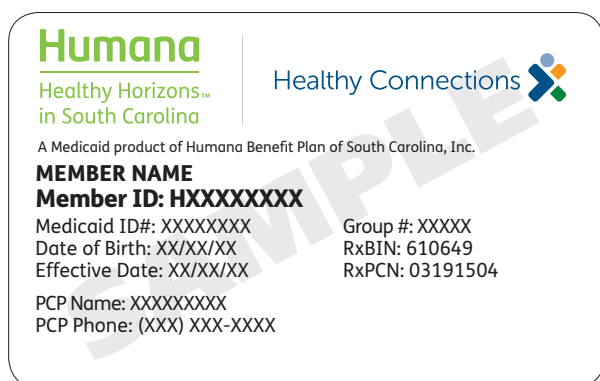 Humana
Healthy Horizons™
in South Carolina
Healthy Connections
A Medicaid product of Humana Benefit Plan of South Carolina, Inc.
MEMBER NAME
Member ID: HXXXXXXXX
Medicaid ID#: XXXXXXXX
Date of Birth: XX/XX/XX
Effective Date: XX/XX/XX
Group #: XXXXX
RxBIN: 610649
RxPCN: 03191504
PCP Name: XXXXXXXXX
PCP Phone: (XXX) XXX-XXXX
SAMPLE